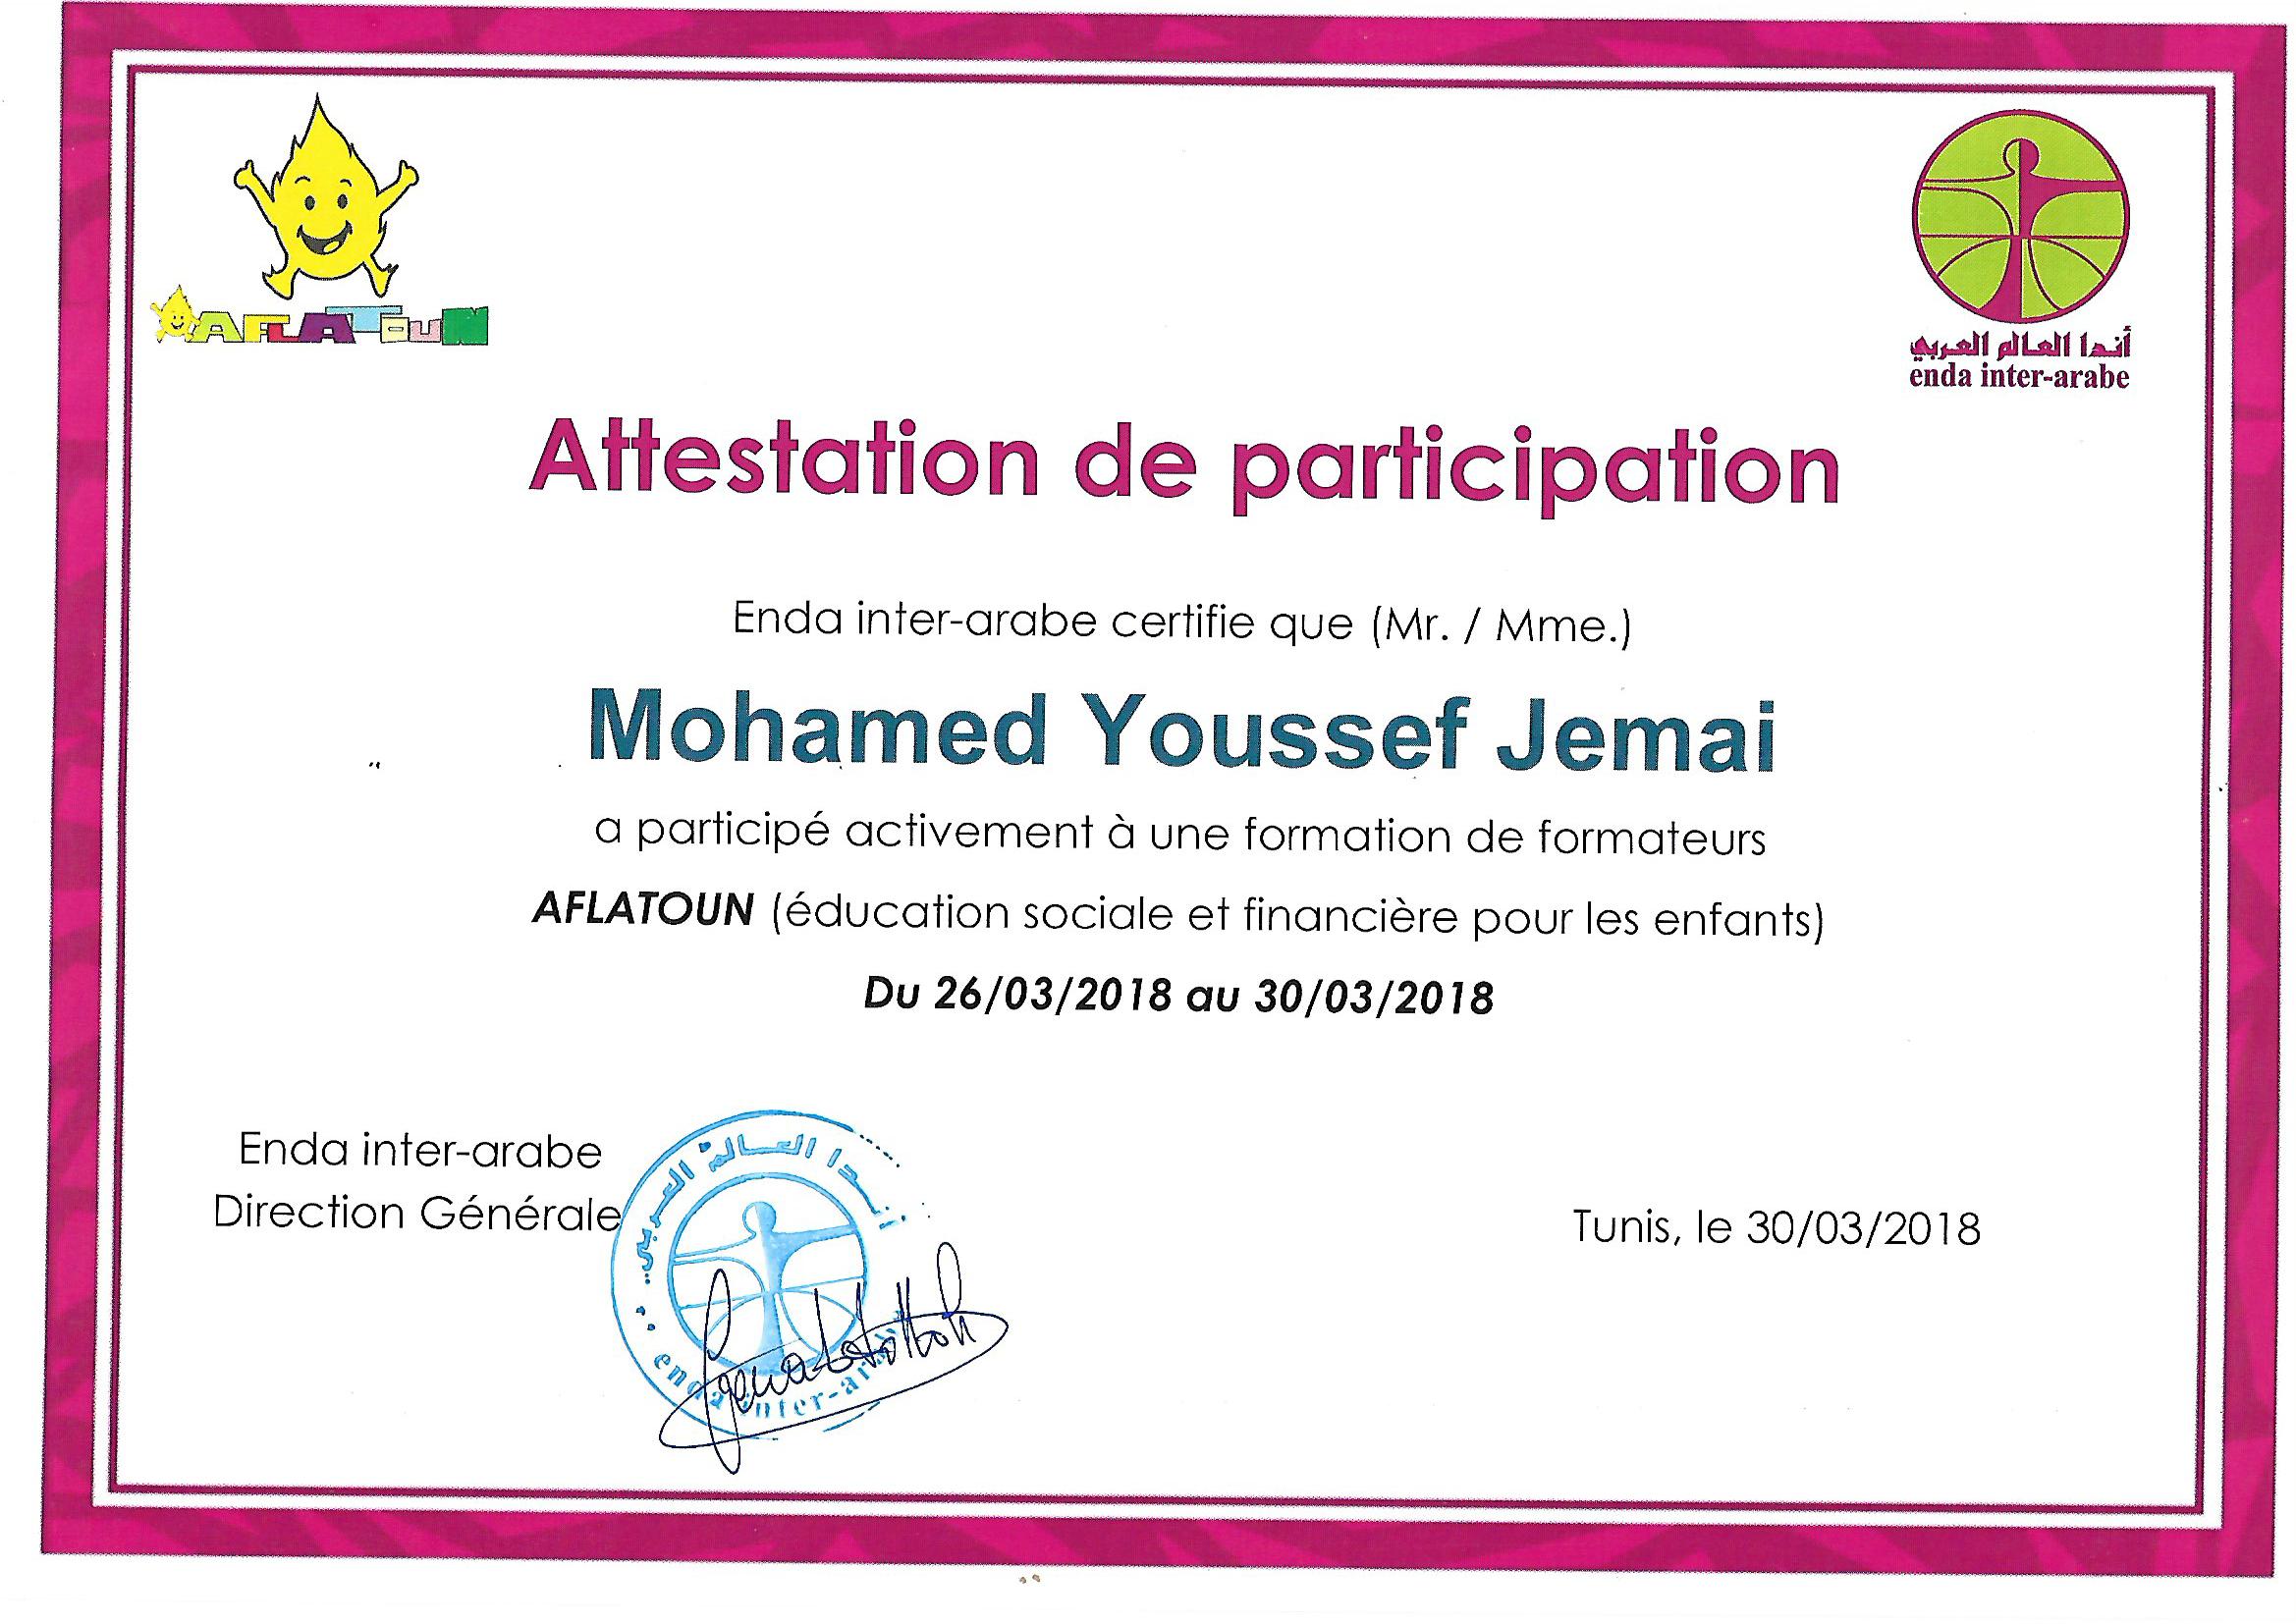 AFLATOUN
أندا العالم العربي
enda inter-arabe
Attestation de participation
Enda inter-arabe certifie que (Mr. / Mme.)
Mohamed Youssef Jemai
a participé activement à une formation de formateurs
AFLATOUN (éducation sociale et financière pour les enfants)
Du 26/03/2018 au 30/03/2018
Enda inter-arabe
Direction Générale
أندا العالم العربي
enda inter-arabe
Tunis, le 30/03/2018